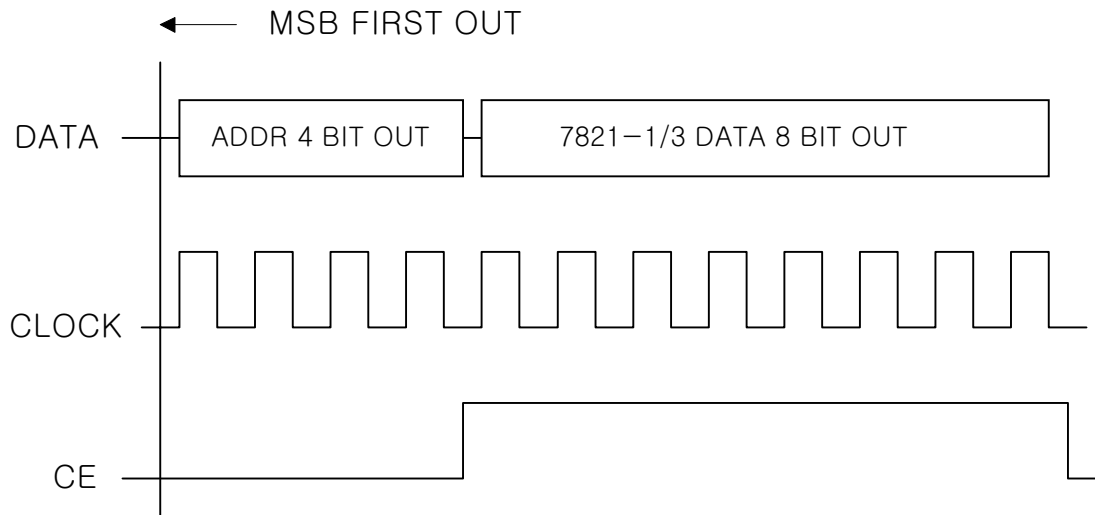 MSB FIRST OUT
DATA
ADDR 4 BIT OUT
7821-1/3 DATA 8 BIT OUT
CLOCK
CE